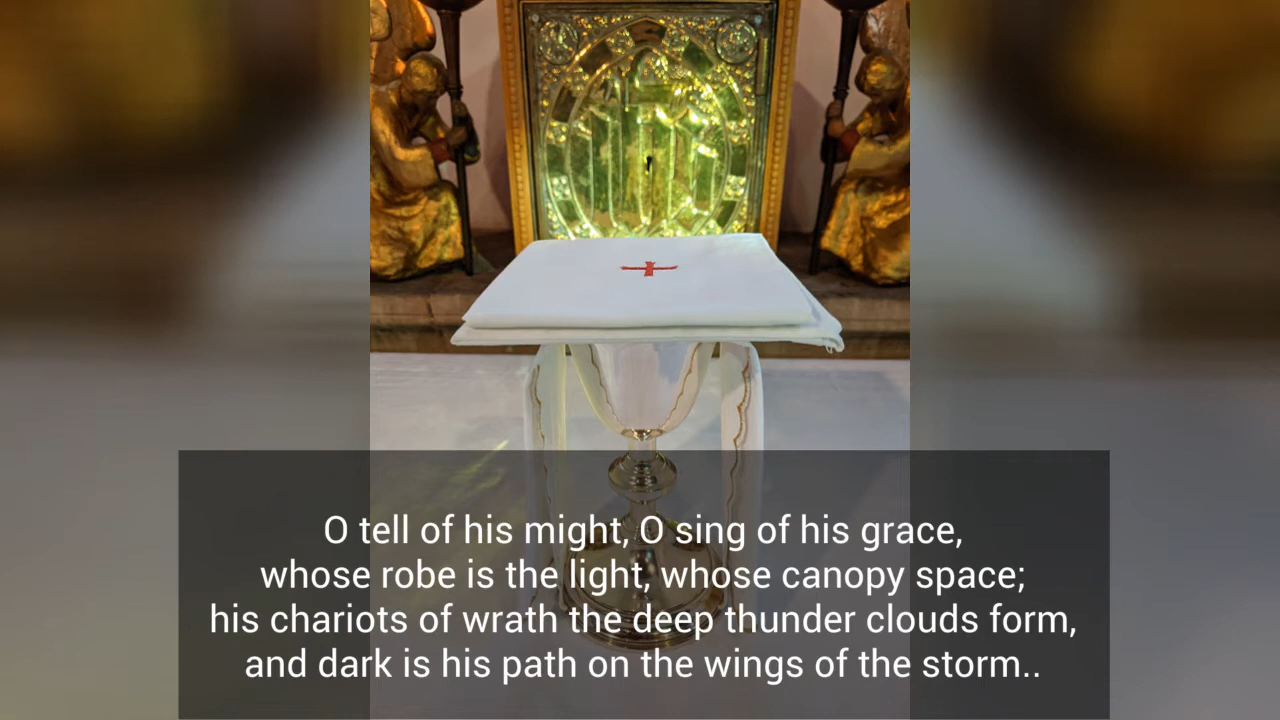 O tell of his might, O sing of his grace,
whose robe is the light, whose canopy space;
his chariots of wrath the deep thunder clouds form,
and dark is his path on the wings of the storm..